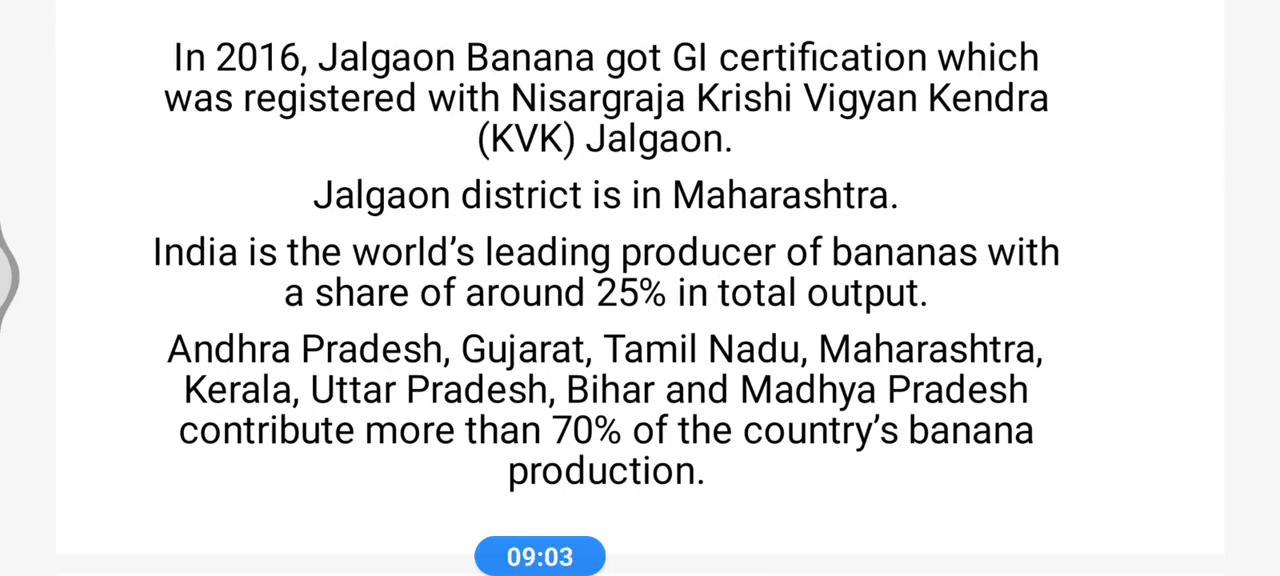 In 2016, Jalgaon Banana got GI certification which
was registered with Nisargraja Krishi Vigyan Kendra
(KVK) Jalgaon.
Jalgaon district is in Maharashtra.
India is the world’s leading producer of bananas with
a share of around 25% in total output.
Andhra Pradesh, Gujarat, Tamil Nadu, Maharashtra,
Kerala, Uttar Pradesh, Bihar and Madhya Pradesh
contribute more than 70% of the country’s banana
production.
09:03